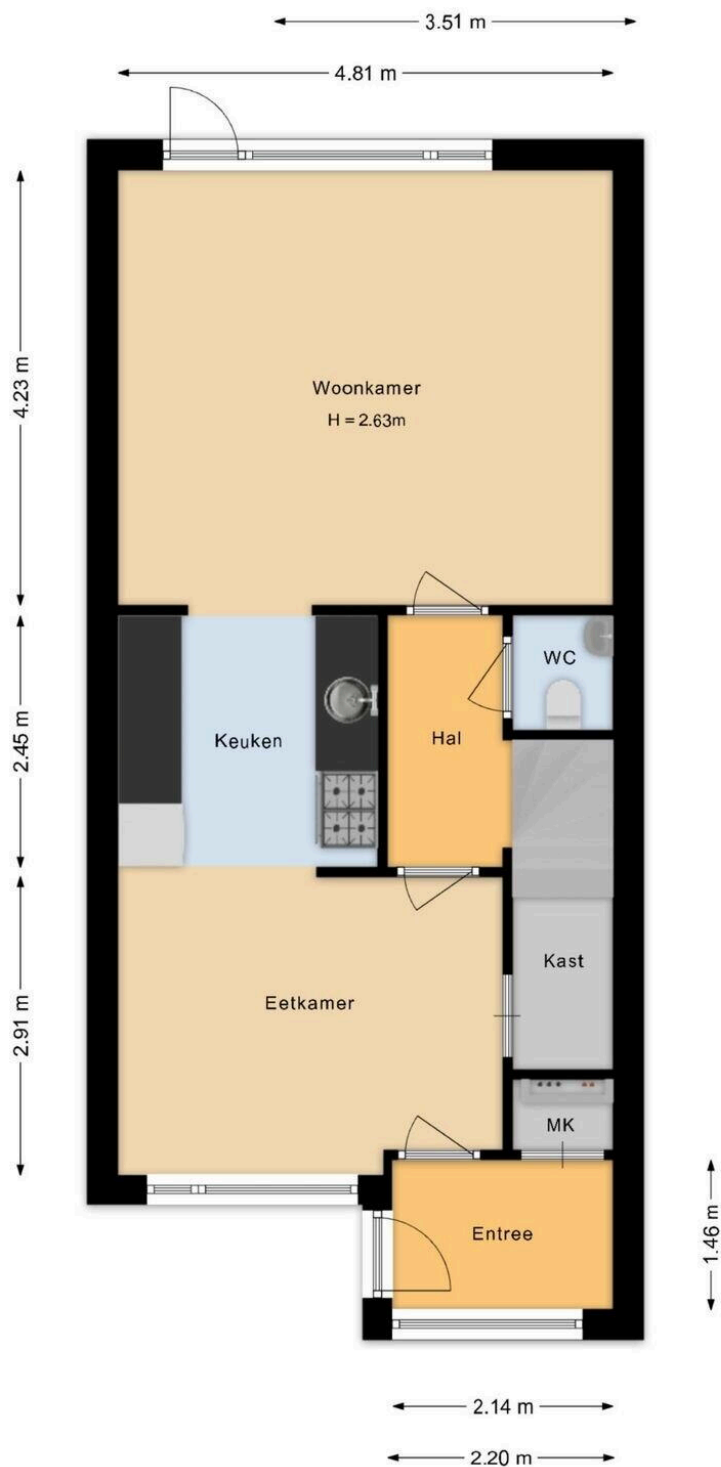 3.51 m
4.81 m
4.23 m
Woonkamer
H = 2.63m
2.45 m
Keuken
Hal
WC
2.91 m
Eetkamer
Kast
MK
Entree
1.46 m
2.14 m
2.20 m